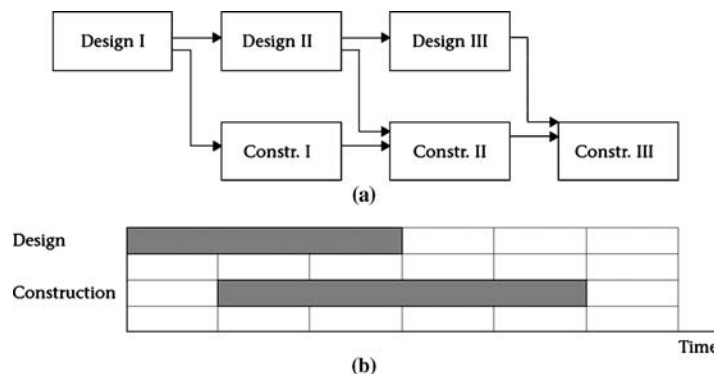 Design I
Design II
Design III
Constr. I
Constr. II
Constr. III
(a)
Design
Construction
Time
(b)